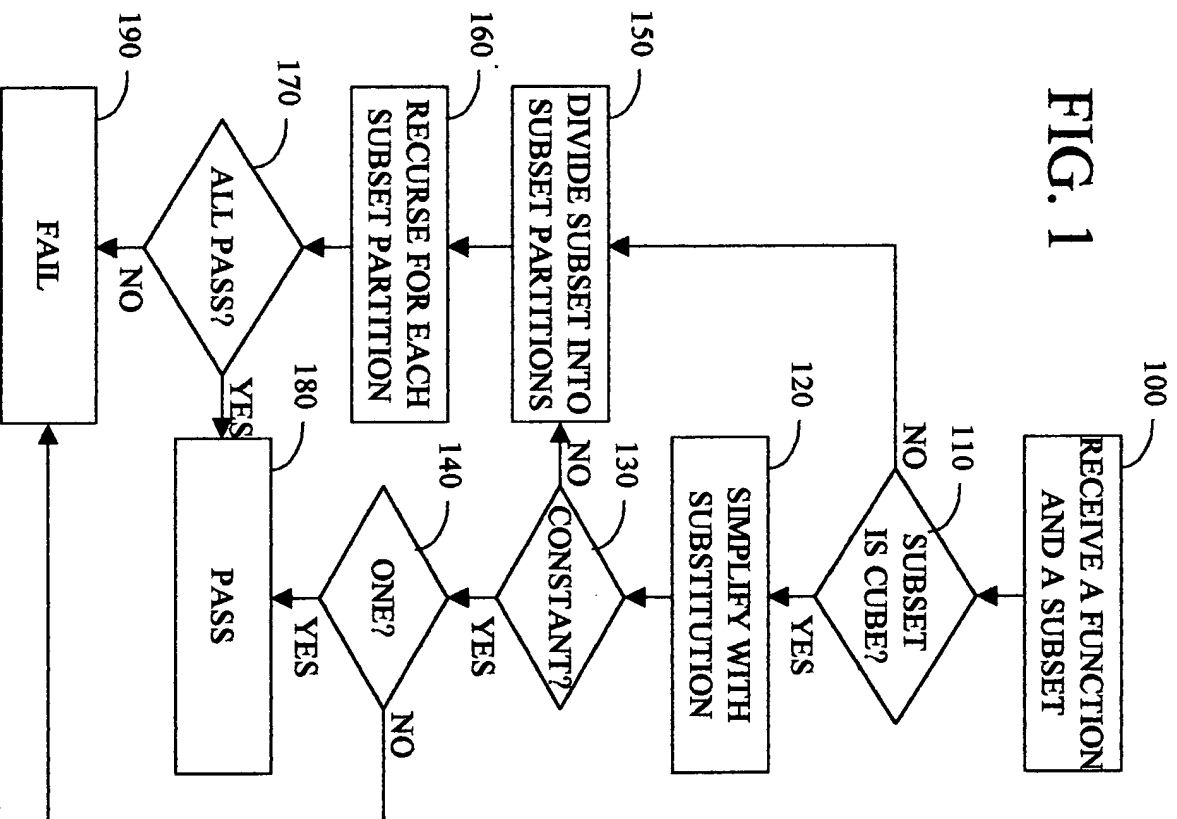 FIG. 1
100
RECEIVE A FUNCTION
AND A SUBSET
110
SUBSET
IS CUBE?
NO
YES
120
SIMPLIFY WITH
SUBSTITUTION
130
CONSTANT?
NO
YES
140
ONE?
NO
YES
150
DIVIDE SUBSET INTO
SUBSET PARTITIONS
160
RECURSE FOR EACH
SUBSET PARTITION
170
ALL PASS?
YES
NO
180
PASS
190
FAIL